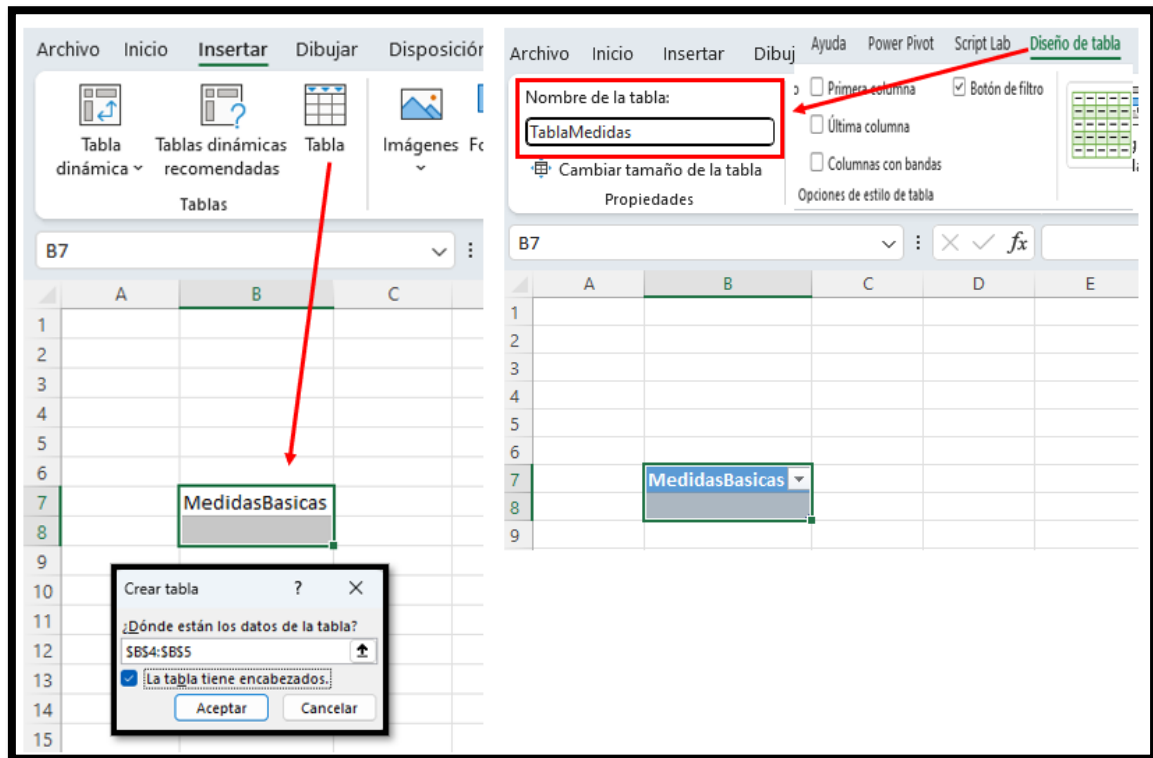 Archivo Inicio Insertar Dibujar Disposición
Tabla dinámica
Tablas dinámicas recomendadas
Tabla
Imágenes
Tablas
B7
A B C
1
2
3
4
5
6
7 MedidasBasicas
8
9
10
11
12
13
14
15
Crear tabla ? ×
¿Dónde están los datos de la tabla?
$B$4:$B$5
La tabla tiene encabezados.
Aceptar Cancelar
Archivo Inicio Insertar Dibuj Ayuda Power Pivot Script Lab Diseño de tabla
Nombre de la tabla:
TablaMedidas
Cambiar tamaño de la tabla
Propiedades
Primera columna
Botón de filtro
Última columna
Columnas con bandas
Opciones de estilo de tabla
B7 fx
A B C D E
1
2
3
4
5
6
7 MedidasBasicas
8
9